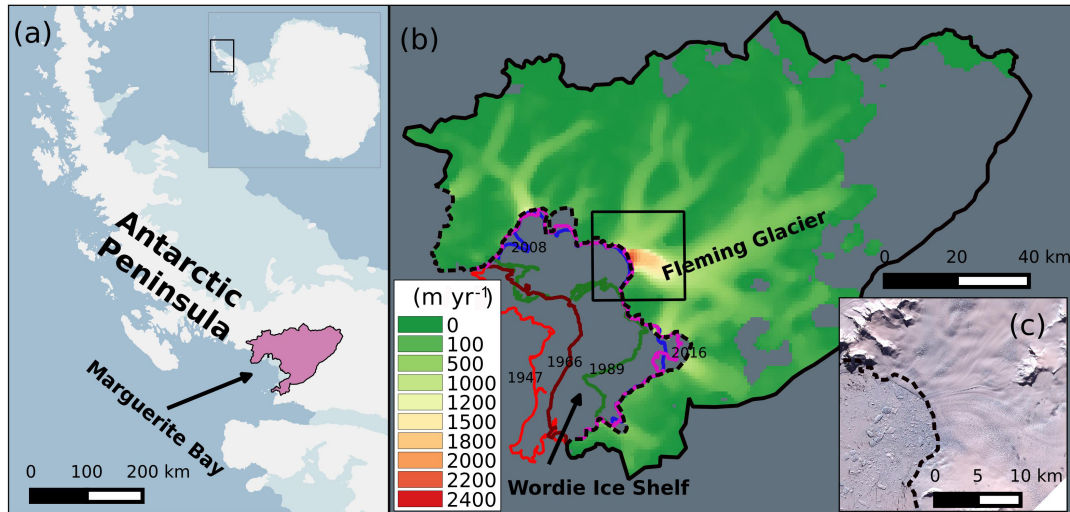 (a)
Antarctic
Peninsula
Marguerite Bay
0 100 200 km
(b)
2008
Fleming Glacier
0 20 40 km
(m yr-1)
0
100
500
1000
1200
1500
1800
2000
2200
2400
1947
1966
1989
2016
Wordie Ice Shelf
(c)
0 5 10 km